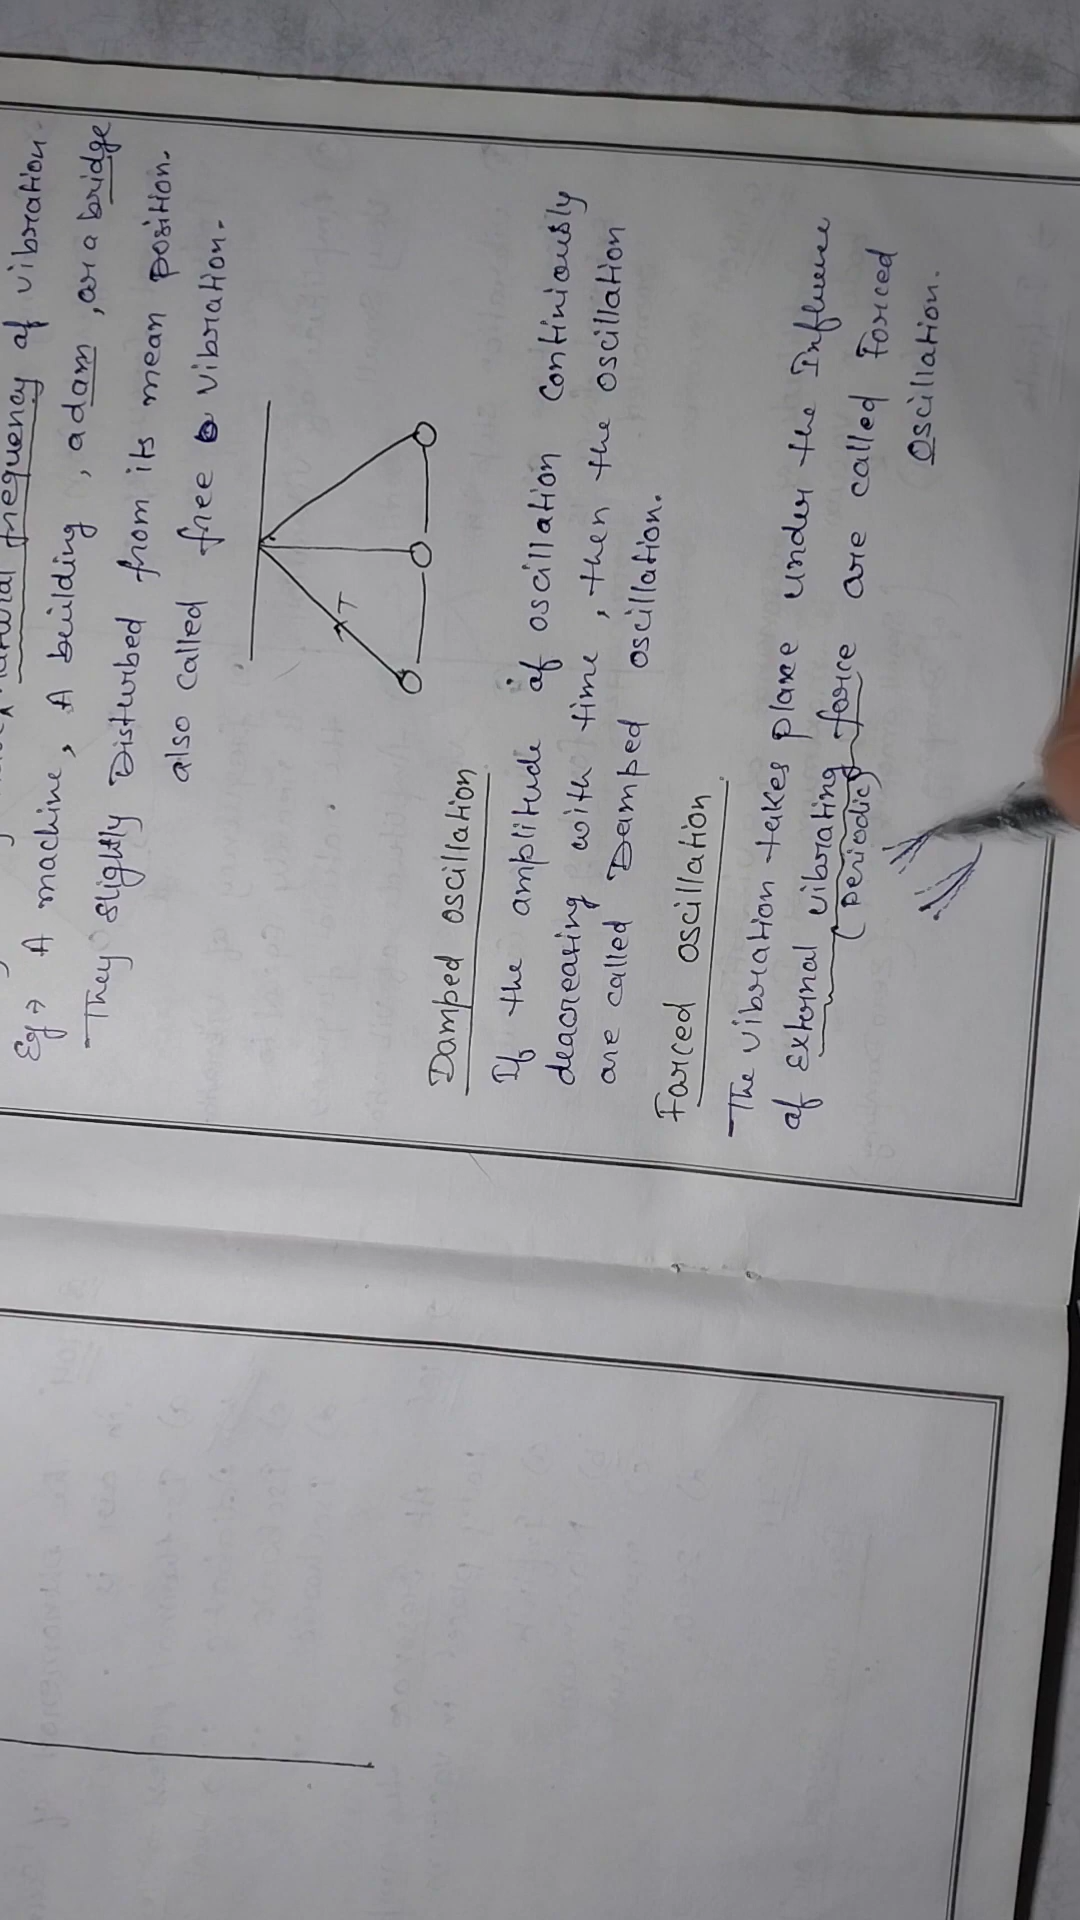 natural frequency of vibration.
Eg → A machine, A building, a dam, or a bridge
They slightly Disturbed from its mean position.
also called free vibration.
T
Damped oscillation
If the amplitude of oscillation continiously
deacreating with time, then the oscillation
are called Damped oscillation.
Forced oscillation
The vibration takes plane under the Influence
of External vibrating force are called Forced
(periodic)
Oscillation.